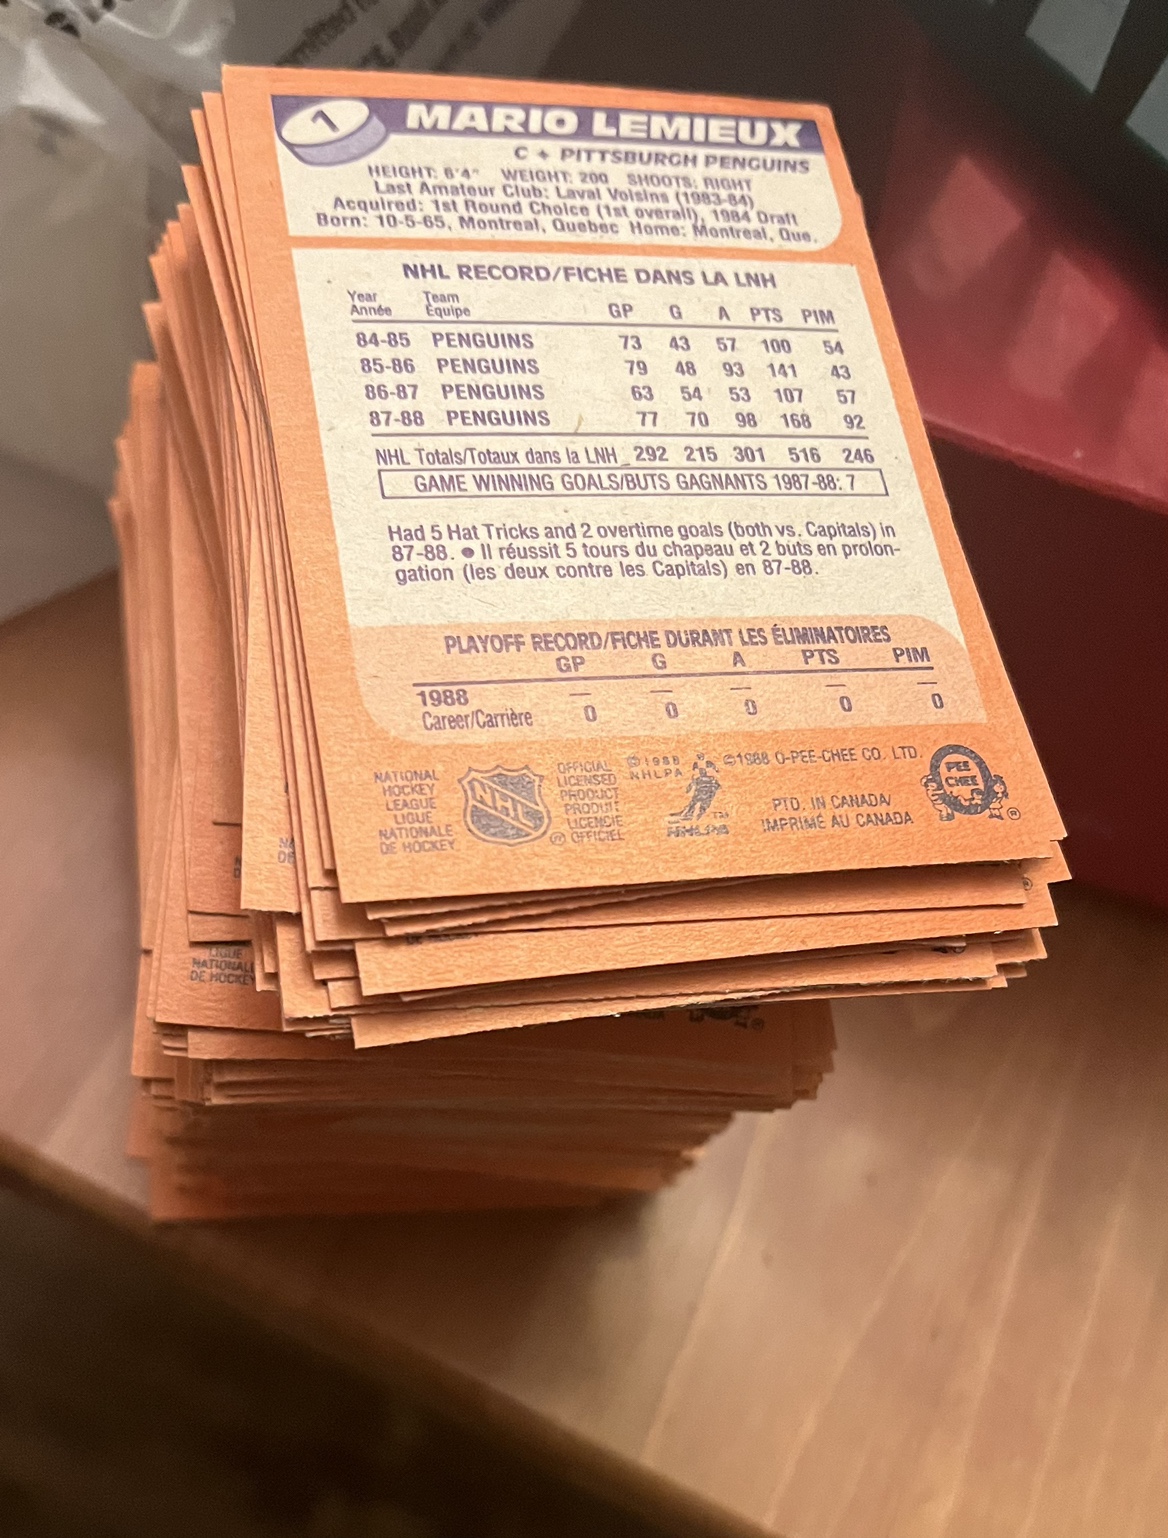 1
MARIO LEMIEUX
C + PITTSBURGH PENGUINS
HEIGHT: 6'4" WEIGHT: 200 SHOOTS: RIGHT
Last Amateur Club: Laval Voisins (1983-84)
Acquired: 1st Round Choice (1st overall), 1984 Draft
Born: 10-5-65, Montreal, Quebec Home: Montreal, Que.
NHL RECORD/FICHE DANS LA LNH
Year Team
Année Équipe GP G A PTS PIM
84-85 PENGUINS 73 43 57 100 54
85-86 PENGUINS 79 48 93 141 43
86-87 PENGUINS 63 54 53 107 57
87-88 PENGUINS 77 70 98 168 92
NHL Totals/Totaux dans la LNH 292 215 301 516 246
GAME WINNING GOALS/BUTS GAGNANTS 1987-88: 7
Had 5 Hat Tricks and 2 overtime goals (both vs. Capitals) in
87-88. • Il réussit 5 tours du chapeau et 2 buts en prolon-
gation (les deux contre les Capitals) en 87-88.
PLAYOFF RECORD/FICHE DURANT LES ÉLIMINATOIRES
GP G A PTS PIM
1988 — — — — —
Career/Carrière 0 0 0 0 0
NATIONAL
HOCKEY
LEAGUE
LIGUE
NATIONALE
DE HOCKEY
NHL
OFFICIAL
LICENSED
PRODUCT
PRODUIT
LICENCIE
® OFFICIEL
©1988
NHLPA
NHLPA
TM
©1988 O-PEE-CHEE CO. LTD.
PTD. IN CANADA/
IMPRIMÉ AU CANADA
PEE
CHEE
®
LIGUE
NATIONALE
DE HOCKEY